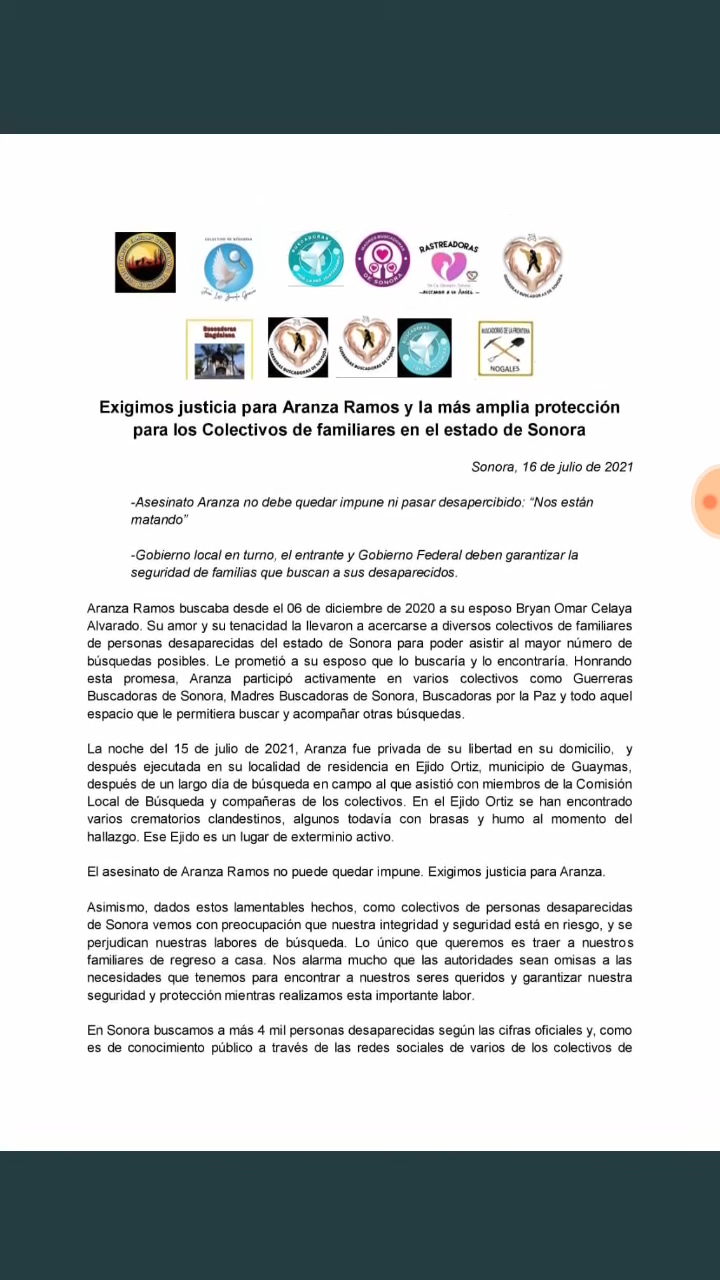 COLECTIVO DE BÚSQUEDA
BUSCADORAS
POR LA PAZ
MADRES BUSCADORAS
DE SONORA
RASTREADORAS
GUERRERAS BUSCADORAS DE SONORA
Buscadoras
Magdalena
BUSCADORAS
BUSCADORAS DE LA FRONTERA
NOGALES
Exigimos justicia para Aranza Ramos y la más amplia protección
para los Colectivos de familiares en el estado de Sonora
Sonora, 16 de julio de 2021
-Asesinato Aranza no debe quedar impune ni pasar desapercibido: “Nos están
matando”
-Gobierno local en turno, el entrante y Gobierno Federal deben garantizar la
seguridad de familias que buscan a sus desaparecidos.
Aranza Ramos buscaba desde el 06 de diciembre de 2020 a su esposo Bryan Omar Celaya
Alvarado. Su amor y su tenacidad la llevaron a acercarse a diversos colectivos de familiares
de personas desaparecidas del estado de Sonora para poder asistir al mayor número de
búsquedas posibles. Le prometió a su esposo que lo buscaría y lo encontraría. Honrando
esta promesa, Aranza participó activamente en varios colectivos como Guerreras
Buscadoras de Sonora, Madres Buscadoras de Sonora, Buscadoras por la Paz y todo aquel
espacio que le permitiera buscar y acompañar otras búsquedas.
La noche del 15 de julio de 2021, Aranza fue privada de su libertad en su domicilio, y
después ejecutada en su localidad de residencia en Ejido Ortiz, municipio de Guaymas,
después de un largo día de búsqueda en campo al que asistió con miembros de la Comisión
Local de Búsqueda y compañeras de los colectivos. En el Ejido Ortiz se han encontrado
varios crematorios clandestinos, algunos todavía con brasas y humo al momento del
hallazgo. Ese Ejido es un lugar de exterminio activo.
El asesinato de Aranza Ramos no puede quedar impune. Exigimos justicia para Aranza.
Asimismo, dados estos lamentables hechos, como colectivos de personas desaparecidas
de Sonora vemos con preocupación que nuestra integridad y seguridad está en riesgo, y se
perjudican nuestras labores de búsqueda. Lo único que queremos es traer a nuestros
familiares de regreso a casa. Nos alarma mucho que las autoridades sean omisas a las
necesidades que tenemos para encontrar a nuestros seres queridos y garantizar nuestra
seguridad y protección mientras realizamos esta importante labor.
En Sonora buscamos a más 4 mil personas desaparecidas según las cifras oficiales y, como
es de conocimiento público a través de las redes sociales de varios de los colectivos de